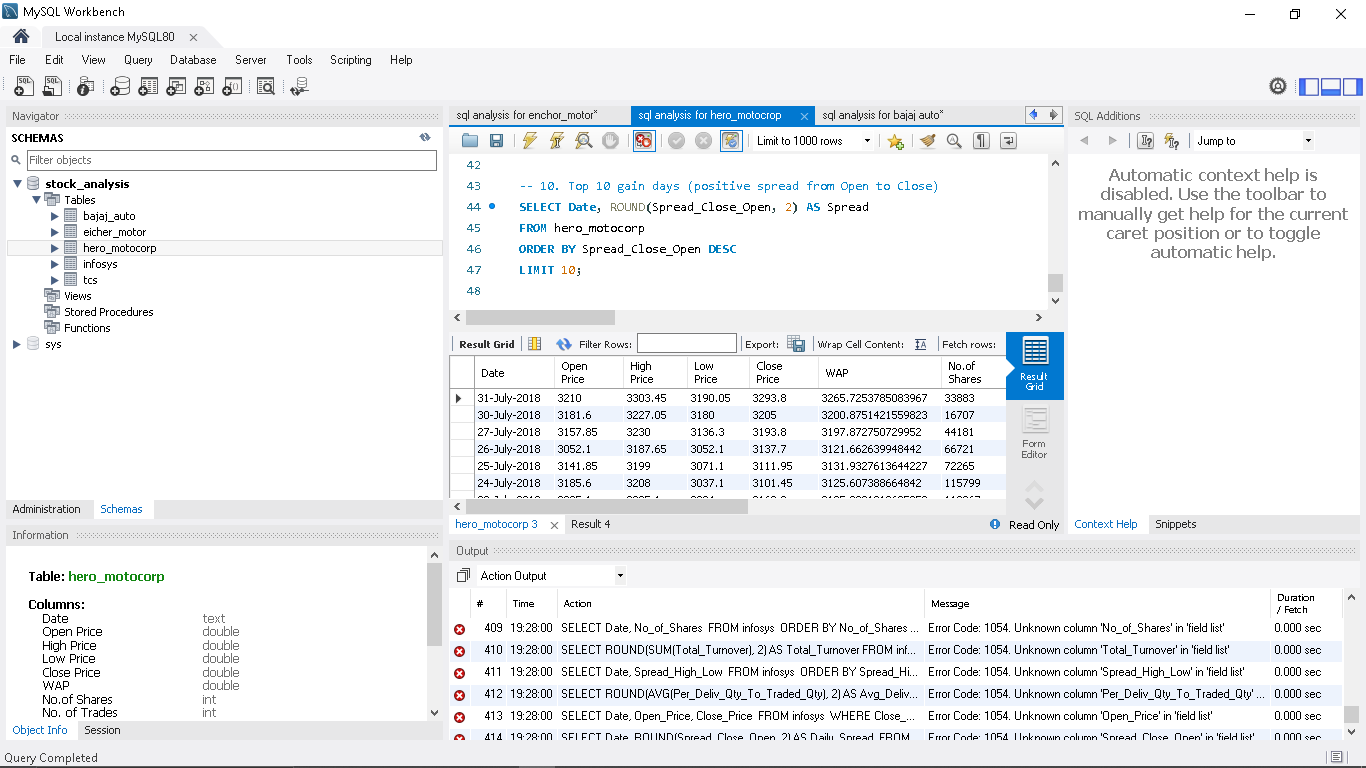 MySQL Workbench
Local instance MySQL80
File Edit View Query Database Server Tools Scripting Help
Navigator
SCHEMAS
Filter objects
stock_analysis
Tables
bajaj_auto
eicher_motor
hero_motocorp
infosys
tcs
Views
Stored Procedures
Functions
sys
Administration Schemas
Information
Table: hero_motocorp
Columns:
Date text
Open Price double
High Price double
Low Price double
Close Price double
WAP double
No.of Shares int
No. of Trades int
Object Info Session
sql analysis for enchor_motor* sql analysis for hero_motocrop sql analysis for bajaj auto*
Limit to 1000 rows
42
43 -- 10. Top 10 gain days (positive spread from Open to Close)
44 SELECT Date, ROUND(Spread_Close_Open, 2) AS Spread
45 FROM hero_motocorp
46 ORDER BY Spread_Close_Open DESC
47 LIMIT 10;
48
Result Grid Filter Rows: Export: Wrap Cell Content: Fetch rows:
Date Open Price High Price Low Price Close Price WAP No.of Shares
31-July-2018 3210 3303.45 3190.05 3293.8 3265.7253785083967 33883
30-July-2018 3181.6 3227.05 3180 3205 3200.8751421559823 16707
27-July-2018 3157.85 3230 3136.3 3193.8 3197.872750729952 44181
26-July-2018 3052.1 3187.65 3052.1 3137.7 3121.662639948442 66721
25-July-2018 3141.85 3199 3071.1 3111.95 3131.9327613644227 72265
24-July-2018 3185.6 3208 3037.1 3101.45 3125.607388664842 115799
Result Grid
Form Editor
hero_motocorp 3 Result 4 Read Only
SQL Additions
Jump to
Automatic context help is
disabled. Use the toolbar to
manually get help for the current
caret position or to toggle
automatic help.
Context Help Snippets
Output
Action Output
# Time Action Message Duration / Fetch
409 19:28:00 SELECT Date, No_of_Shares FROM infosys ORDER BY No_of_Shares ... Error Code: 1054. Unknown column 'No_of_Shares' in 'field list' 0.000 sec
410 19:28:00 SELECT ROUND(SUM(Total_Turnover), 2) AS Total_Turnover FROM inf... Error Code: 1054. Unknown column 'Total_Turnover' in 'field list' 0.000 sec
411 19:28:00 SELECT Date, Spread_High_Low FROM infosys ORDER BY Spread_Hi... Error Code: 1054. Unknown column 'Spread_High_Low' in 'field list' 0.000 sec
412 19:28:00 SELECT ROUND(AVG(Per_Deliv_Qty_To_Traded_Qty), 2) AS Avg_Deliv... Error Code: 1054. Unknown column 'Per_Deliv_Qty_To_Traded_Qty' ... 0.000 sec
413 19:28:00 SELECT Date, Open_Price, Close_Price FROM infosys WHERE Close_... Error Code: 1054. Unknown column 'Open_Price' in 'field list' 0.000 sec
414 19:28:00 SELECT Date, ROUND(Spread_Close_Open, 2) AS Daily_Spread FROM Error Code: 1054. Unknown column 'Spread_Close_Open' in 'field list' 0.000 sec
Query Completed